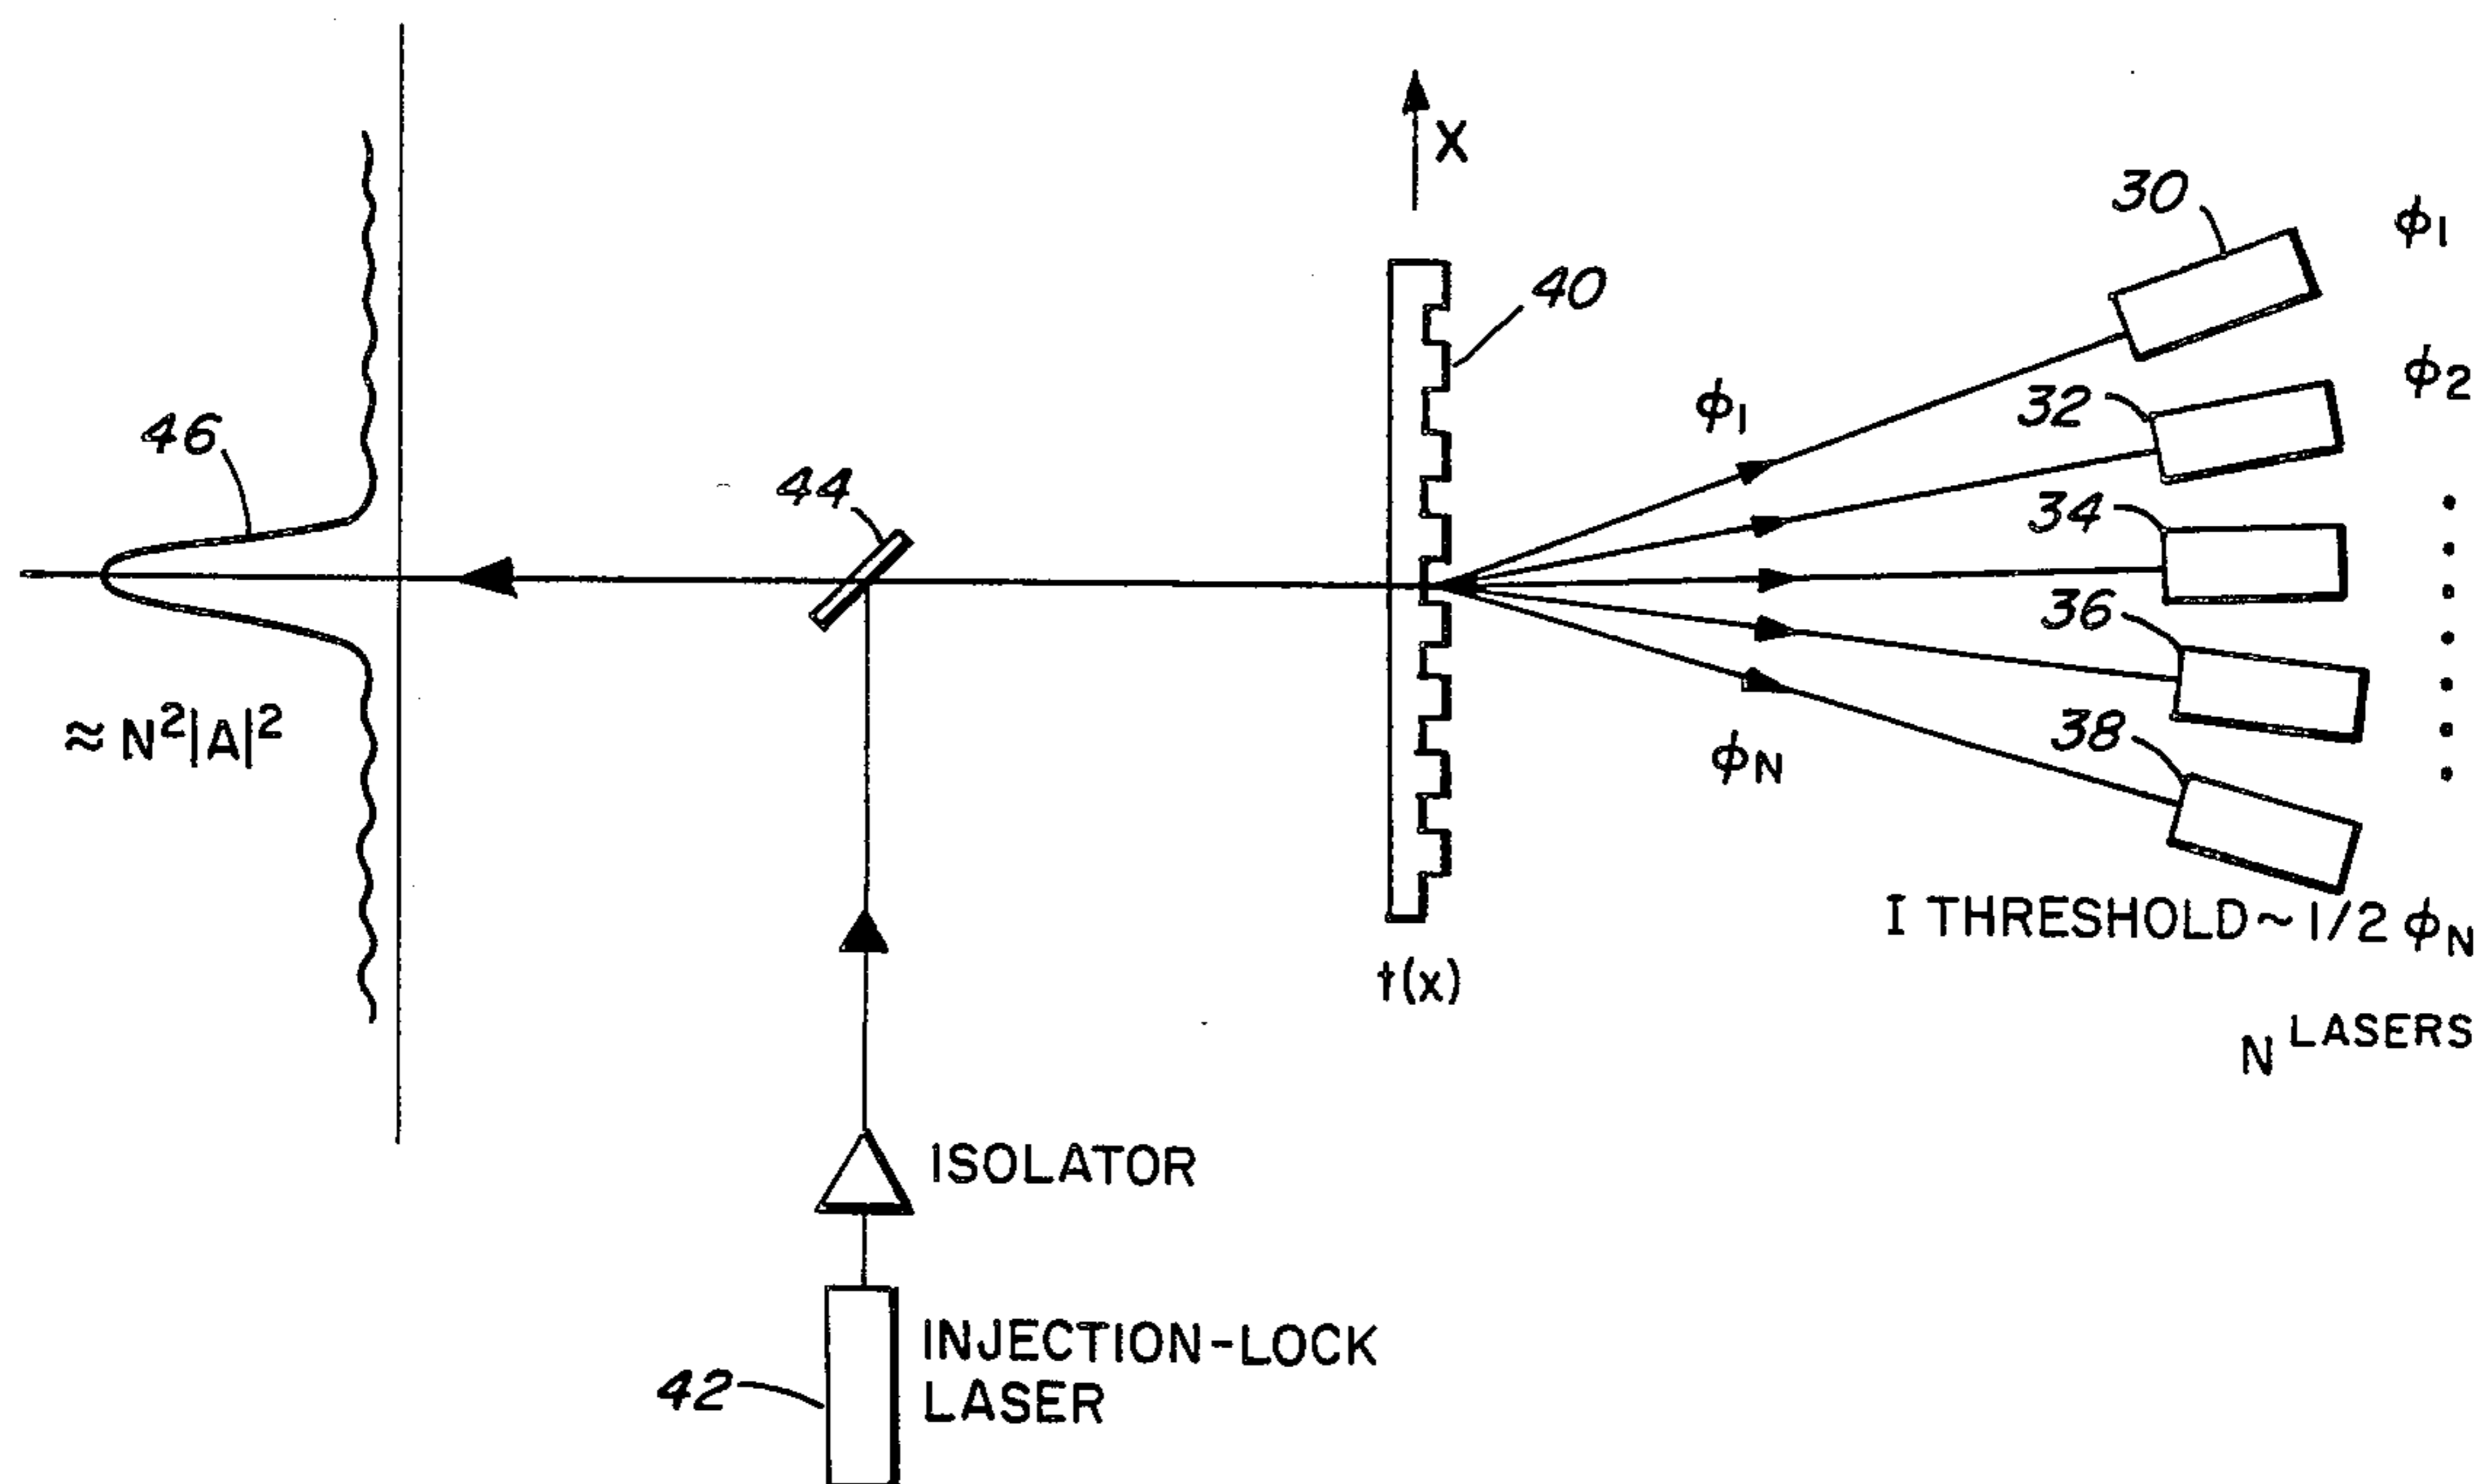 X
30
ϕ1
40
ϕ1
32
ϕ2
46
44
34
36
≈ N²|A|²
ϕN
38
I THRESHOLD ~ 1/2 ϕN
t(x)
N LASERS
ISOLATOR
INJECTION-LOCK
LASER
42